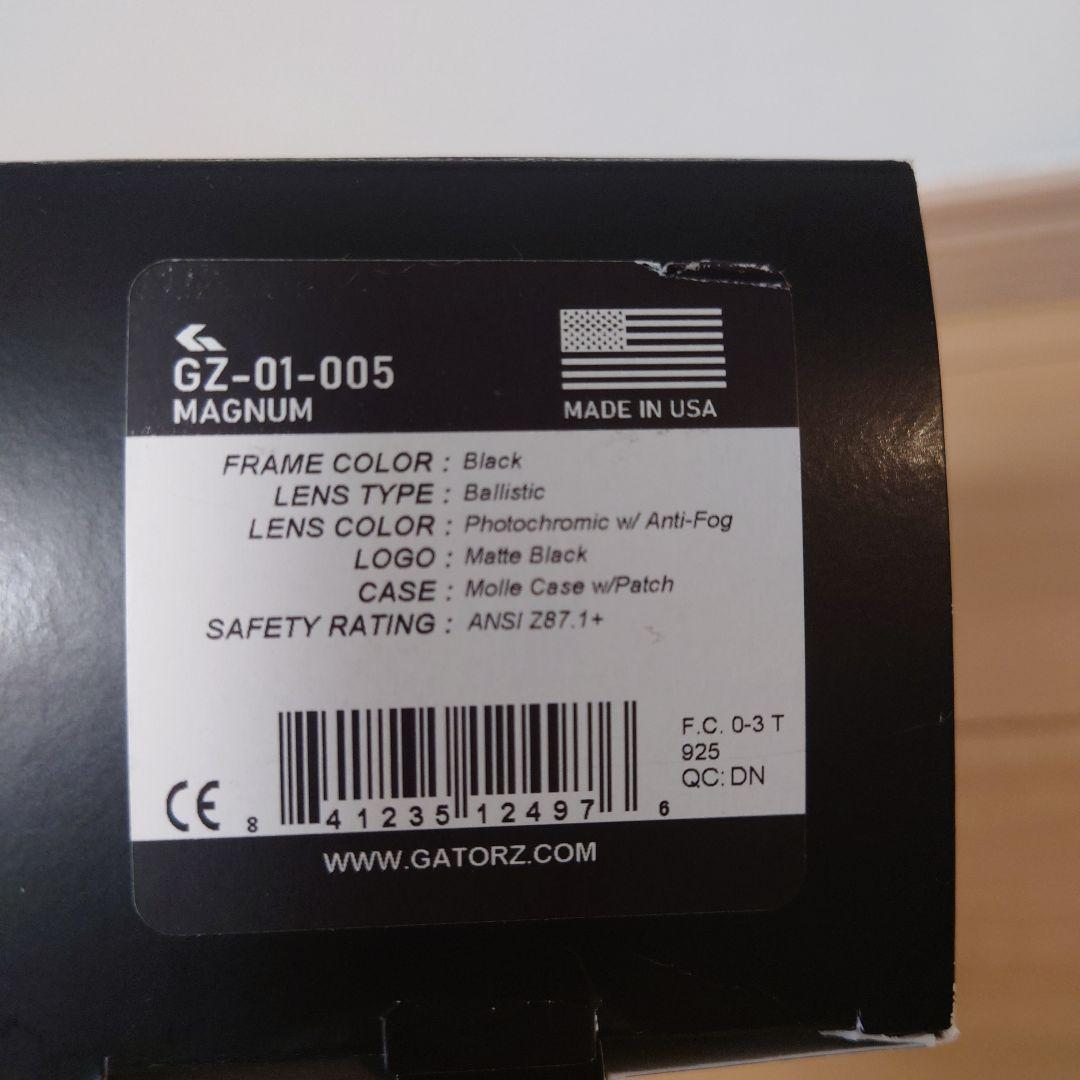 GZ-01-005
MAGNUM
MADE IN USA
FRAME COLOR : Black
LENS TYPE : Ballistic
LENS COLOR : Photochromic w/ Anti-Fog
LOGO : Matte Black
CASE : Molle Case w/Patch
SAFETY RATING : ANSI Z87.1+
F.C. 0-3 T
925
QC: DN
CE
8 41235 12497 6
WWW.GATORZ.COM